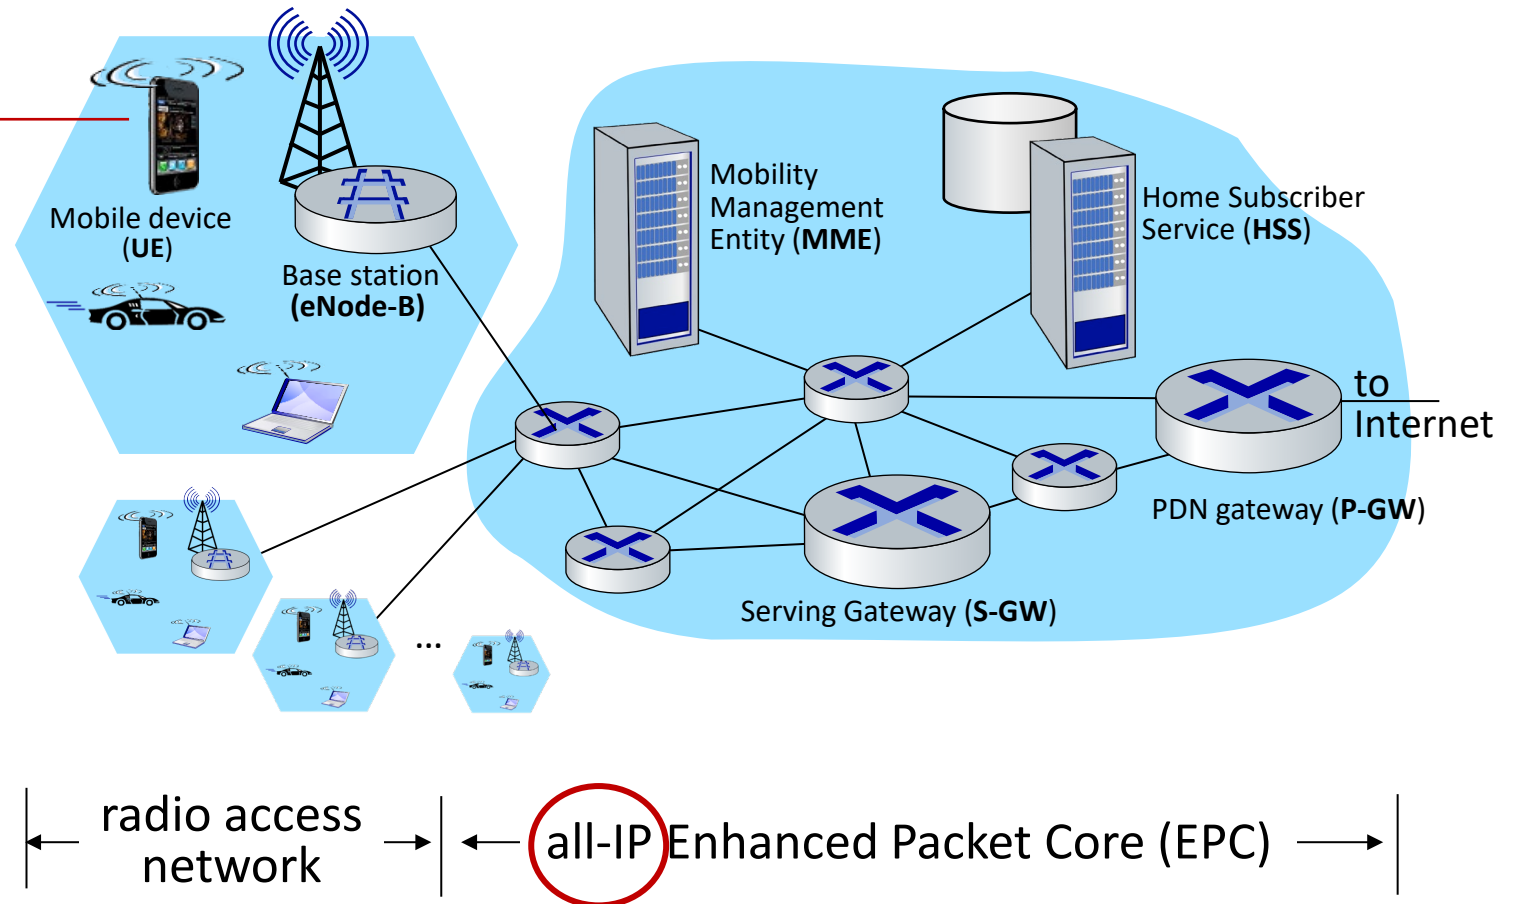 Mobile device
(UE)
Base station
(eNode-B)
Mobility
Management
Entity (MME)
Home Subscriber
Service (HSS)
to
Internet
PDN gateway (P-GW)
Serving Gateway (S-GW)
...
radio access
network
all-IP Enhanced Packet Core (EPC)